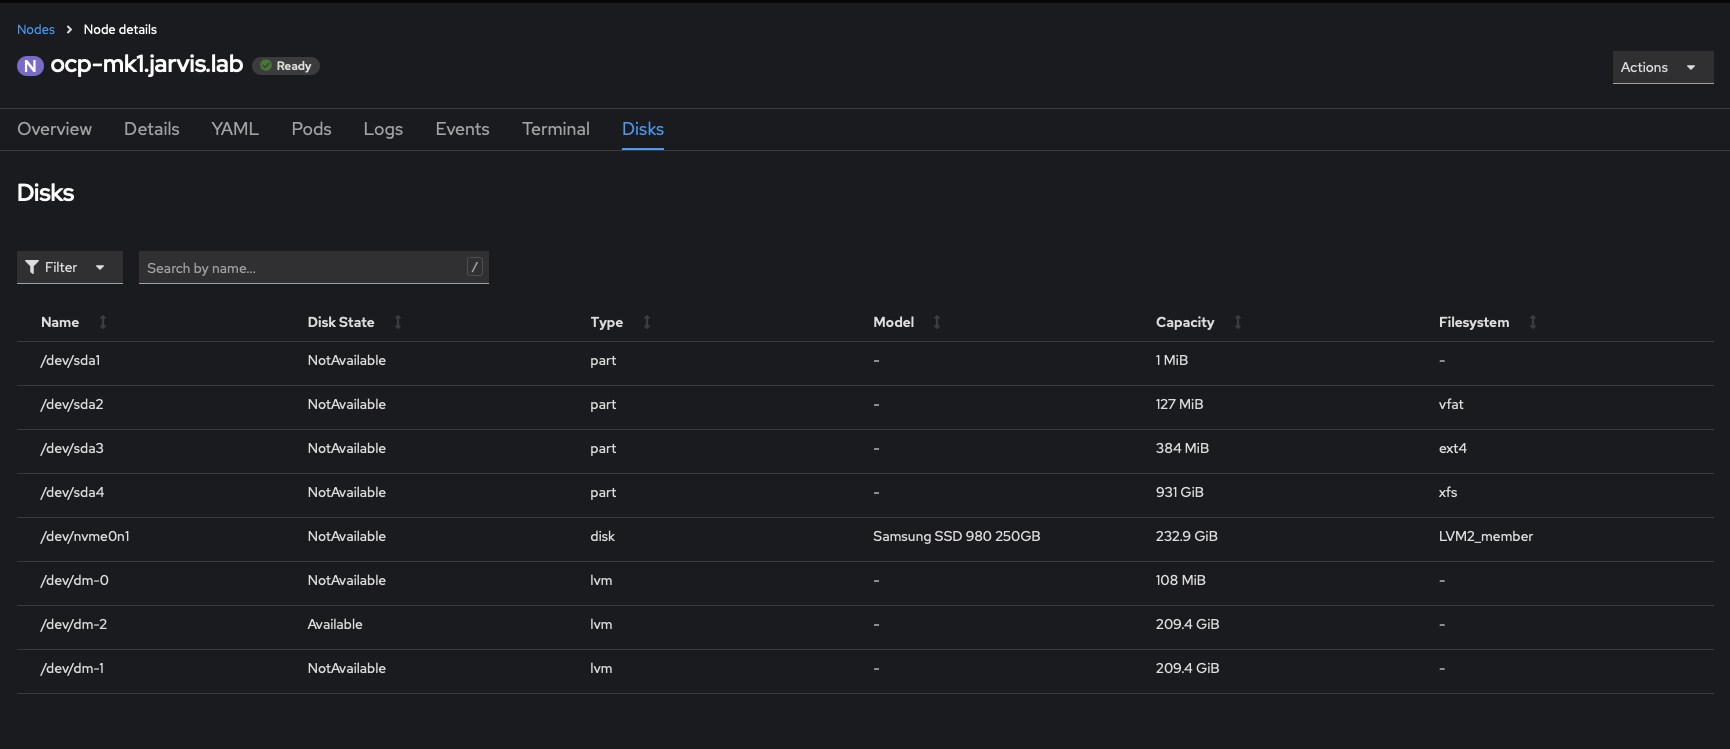 Nodes > Node details
N ocp-mk1.jarvis.lab Ready
Actions
Overview Details YAML Pods Logs Events Terminal Disks
Disks
Filter Search by name... /
Name Disk State Type Model Capacity Filesystem
/dev/sda1 NotAvailable part - 1 MiB -
/dev/sda2 NotAvailable part - 127 MiB vfat
/dev/sda3 NotAvailable part - 384 MiB ext4
/dev/sda4 NotAvailable part - 931 GiB xfs
/dev/nvme0n1 NotAvailable disk Samsung SSD 980 250GB 232.9 GiB LVM2_member
/dev/dm-0 NotAvailable lvm - 108 MiB -
/dev/dm-2 Available lvm - 209.4 GiB -
/dev/dm-1 NotAvailable lvm - 209.4 GiB -